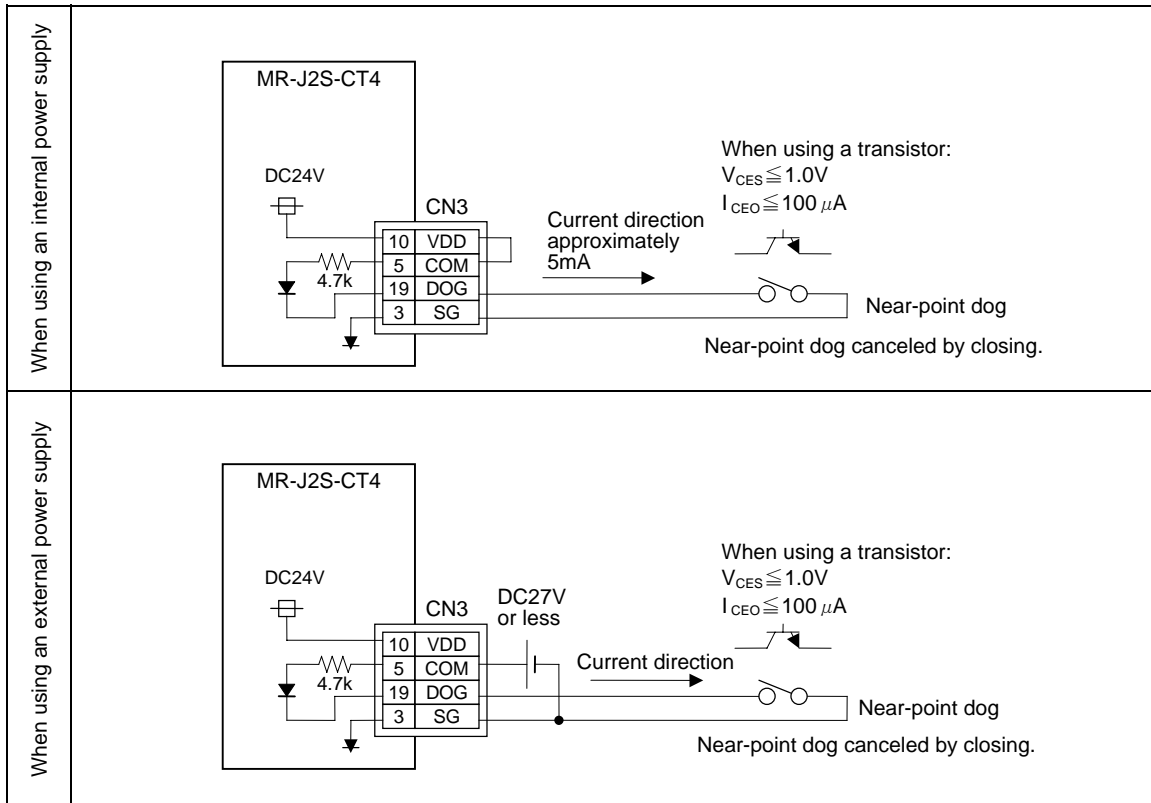 When using an internal power supply
MR-J2S-CT4
DC24V
CN3
10 VDD
5 COM
19 DOG
3 SG
4.7k
Current direction
approximately
5mA
When using a transistor:
VCES≦1.0V
ICEO≦100 μA
Near-point dog
Near-point dog canceled by closing.
When using an external power supply
MR-J2S-CT4
DC24V
CN3
10 VDD
5 COM
19 DOG
3 SG
4.7k
DC27V
or less
Current direction
When using a transistor:
VCES≦1.0V
ICEO≦100 μA
Near-point dog
Near-point dog canceled by closing.